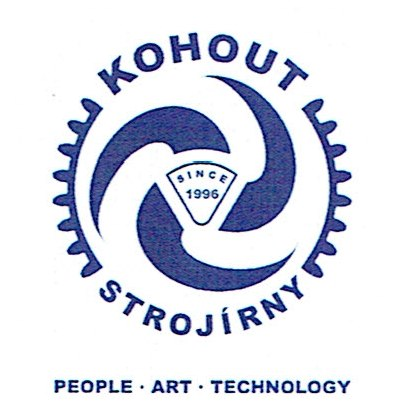 KOHOUT
SINCE
1996
STROJÍRNY
PEOPLE · ART · TECHNOLOGY